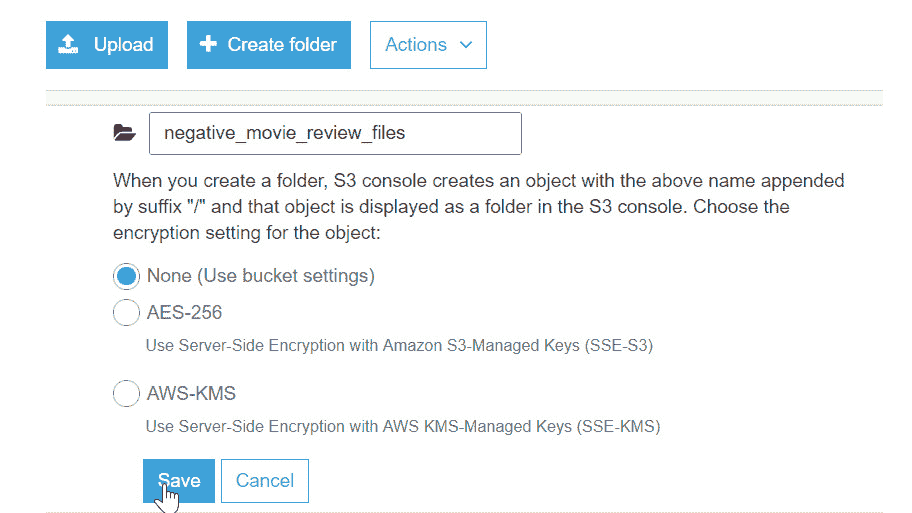 Upload Create folder Actions
negative_movie_review_files
When you create a folder, S3 console creates an object with the above name appended
by suffix "/" and that object is displayed as a folder in the S3 console. Choose the
encryption setting for the object:
None (Use bucket settings)
AES-256
Use Server-Side Encryption with Amazon S3-Managed Keys (SSE-S3)
AWS-KMS
Use Server-Side Encryption with AWS KMS-Managed Keys (SSE-KMS)
Save Cancel